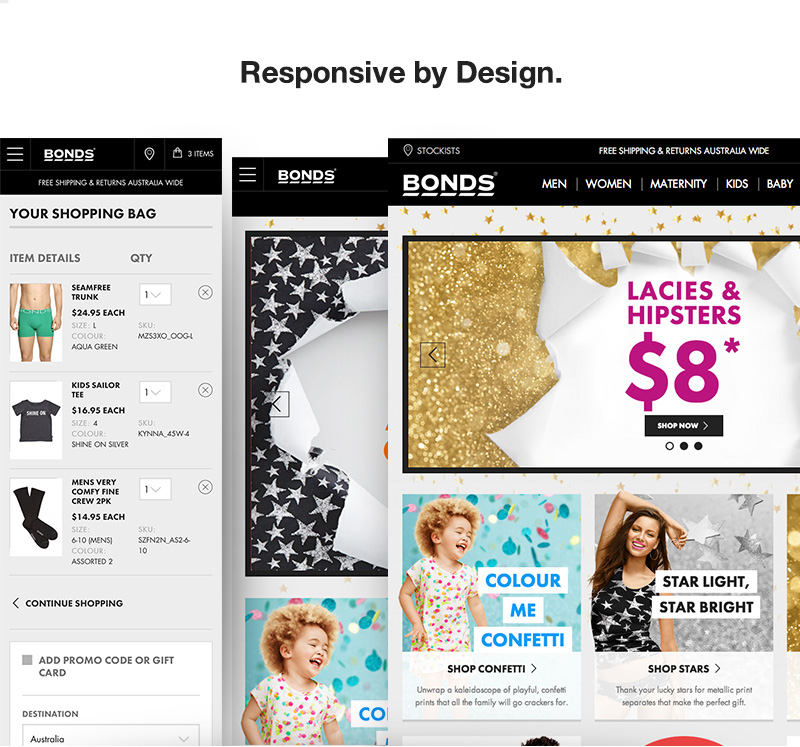 Responsive by Design.
BONDS
3 ITEMS
FREE SHIPPING & RETURNS AUSTRALIA WIDE
YOUR SHOPPING BAG
ITEM DETAILS QTY
SEAMFREE
TRUNK
$24.95 EACH
SIZE: L
COLOUR:
AQUA GREEN
1
SKU:
MZS3XO_OOG-L
KIDS SAILOR
TEE
$16.95 EACH
SIZE: 4
COLOUR:
SHINE ON SILVER
1
SKU:
KYNNA_45W-4
SHINE ON
MENS VERY
COMFY FINE
CREW 2PK
$14.95 EACH
SIZE:
6-10 (MENS)
COLOUR:
ASSORTED 2
1
SKU:
SZFN2N_AS2-6-
10
CONTINUE SHOPPING
ADD PROMO CODE OR GIFT
CARD
DESTINATION
Australia
BONDS
CO
STOCKISTS
FREE SHIPPING & RETURNS AUSTRALIA WIDE
BONDS
MEN | WOMEN | MATERNITY | KIDS | BABY
LACIES &
HIPSTERS
$8*
SHOP NOW
COLOUR
ME
CONFETTI
SHOP CONFETTI
Unwrap a kaleidoscope of playful, confetti
prints that all the family will go crackers for.
STAR LIGHT,
STAR BRIGHT
SHOP STARS
Thank your lucky stars for metallic print
separates that make the perfect gift.